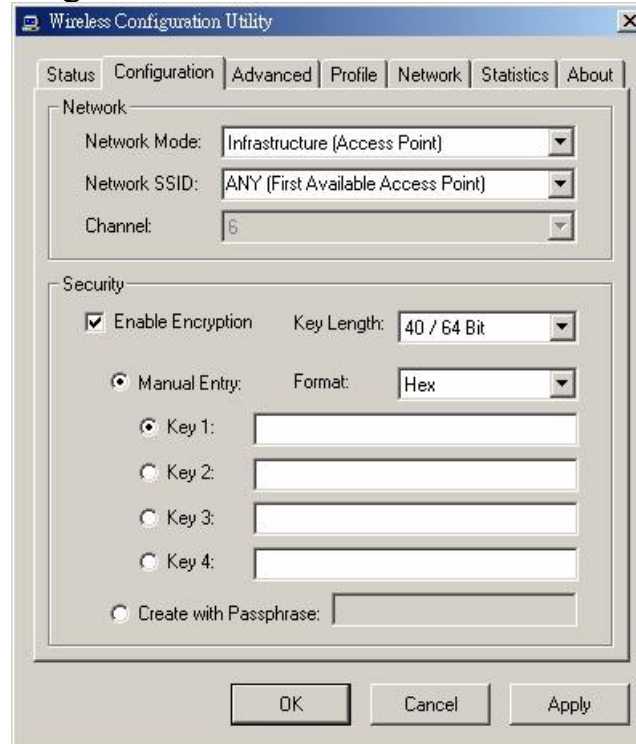 Wireless Configuration Utility
Status Configuration Advanced Profile Network Statistics About
Network
Network Mode: Infrastructure (Access Point)
Network SSID: ANY (First Available Access Point)
Channel: 6
Security
Enable Encryption Key Length: 40 / 64 Bit
Manual Entry: Format: Hex
Key 1:
Key 2:
Key 3:
Key 4:
Create with Passphrase:
OK Cancel Apply